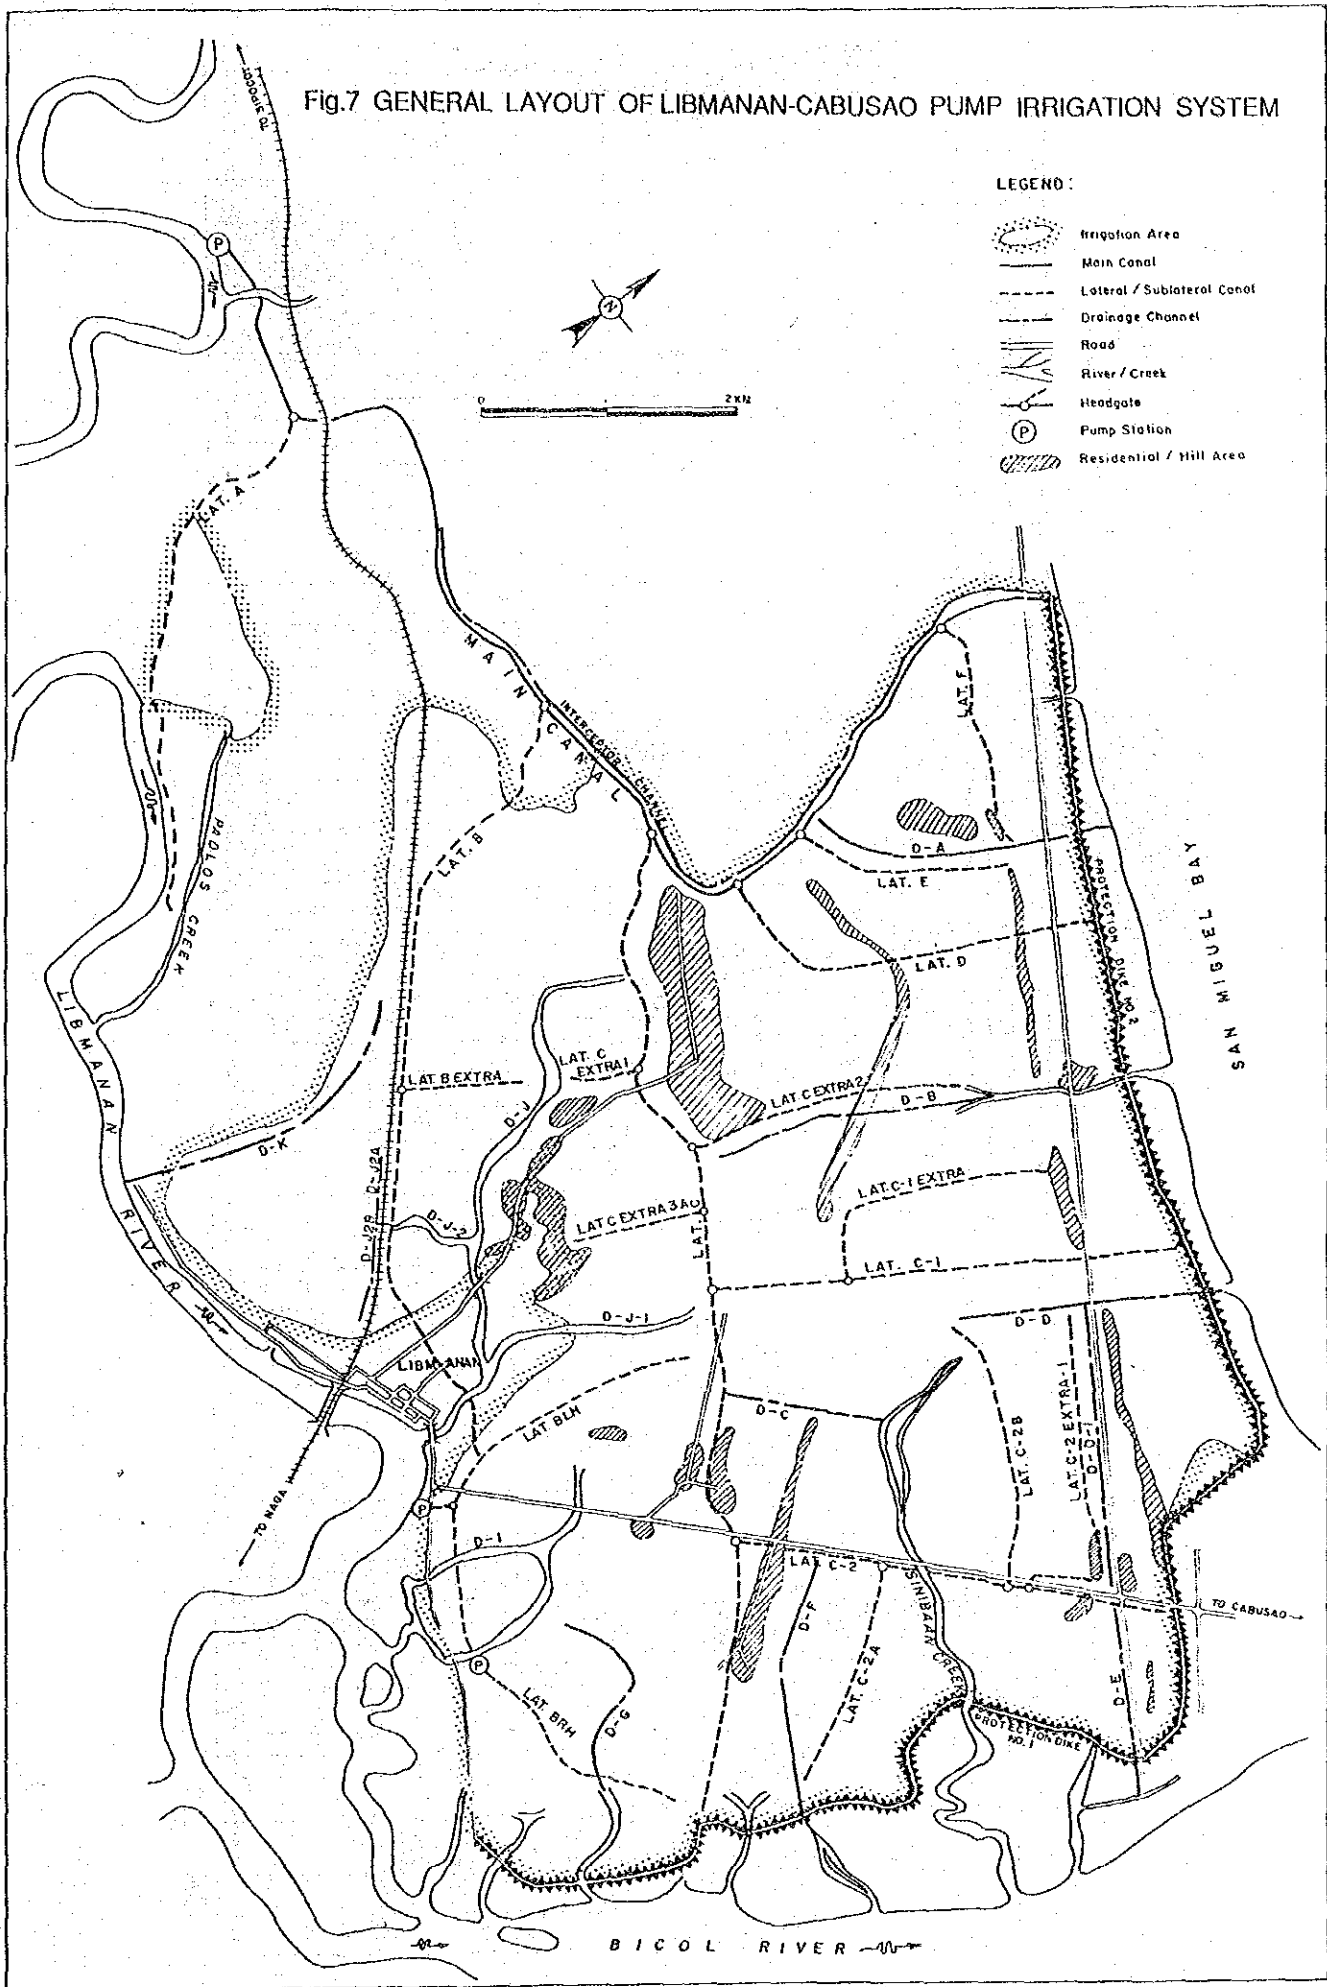 Fig.7 GENERAL LAYOUT OF LIBMANAN-CABUSAO PUMP IRRIGATION SYSTEM
TO SIPOCOT
LEGEND:
Irrigation Area
Main Canal
Lateral / Sublateral Canal
Drainage Channel
Road
River / Creek
Headgate
P
Pump Station
Residential / Hill Area
P
N
0
2 KM
LAT. A
MAIN CANAL
INTERCEPTOR CHANNEL
LAT. F
LAT. B
PADLOS CREEK
D-A
LAT. E
PROTECTION DIKE NO. 2
SAN MIGUEL BAY
LAT. D
LIBMANAN RIVER
LAT. B EXTRA
LAT. C
EXTRA 1
LAT. C EXTRA 2
D-B
D-J
D-K
D-J2A
D-J2B
D-J-2
LAT. C EXTRA 3A
LAT. C
LAT. C-1 EXTRA
LAT. C-1
D-J-1
D-D
LIBMANAN
LAT. BLH
D-C
LAT. C-2B
LAT. C-2 EXTRA-1
D-D-1
TO NAGA
P
D-I
LAT. C-2
SINIBAAN CREEK
TO CABUSAO
D-F
LAT. C-2A
P
LAT. BRH
D-G
D-E
PROTECTION DIKE
NO. 1
BICOL RIVER